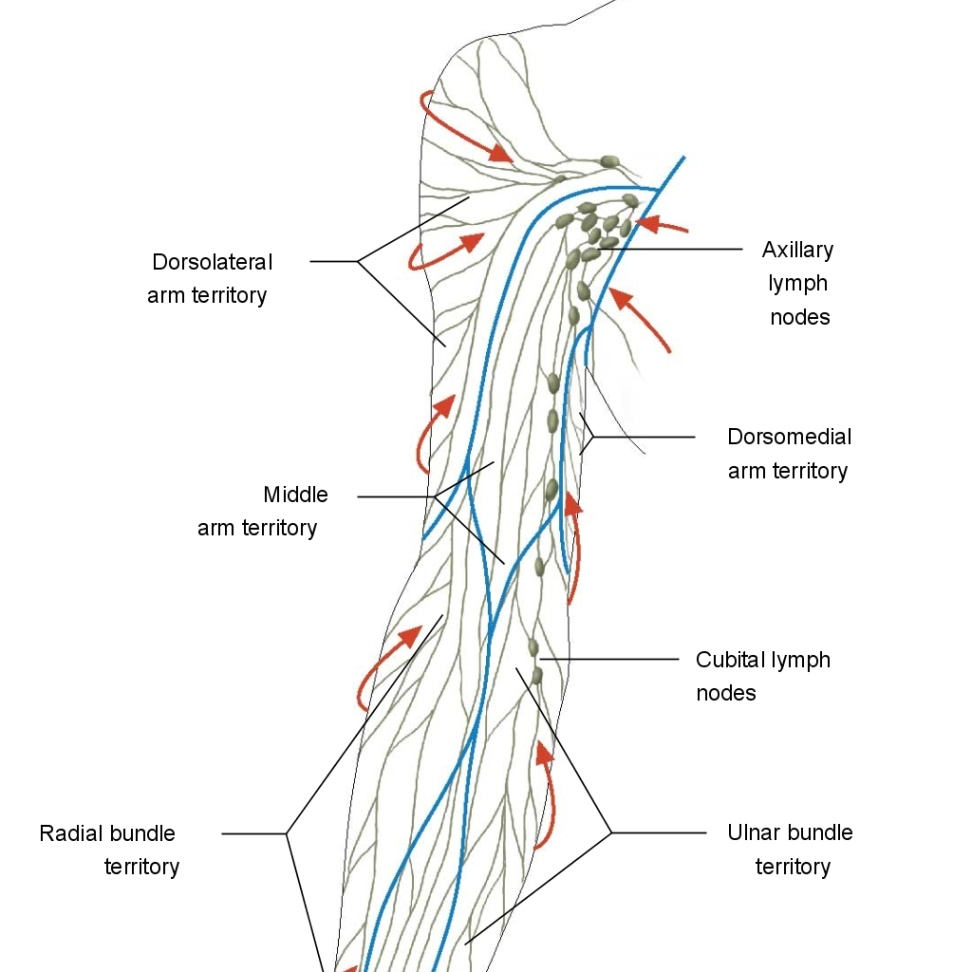 Dorsolateral
arm territory
Axillary
lymph
nodes
Dorsomedial
arm territory
Middle
arm territory
Cubital lymph
nodes
Radial bundle
territory
Ulnar bundle
territory